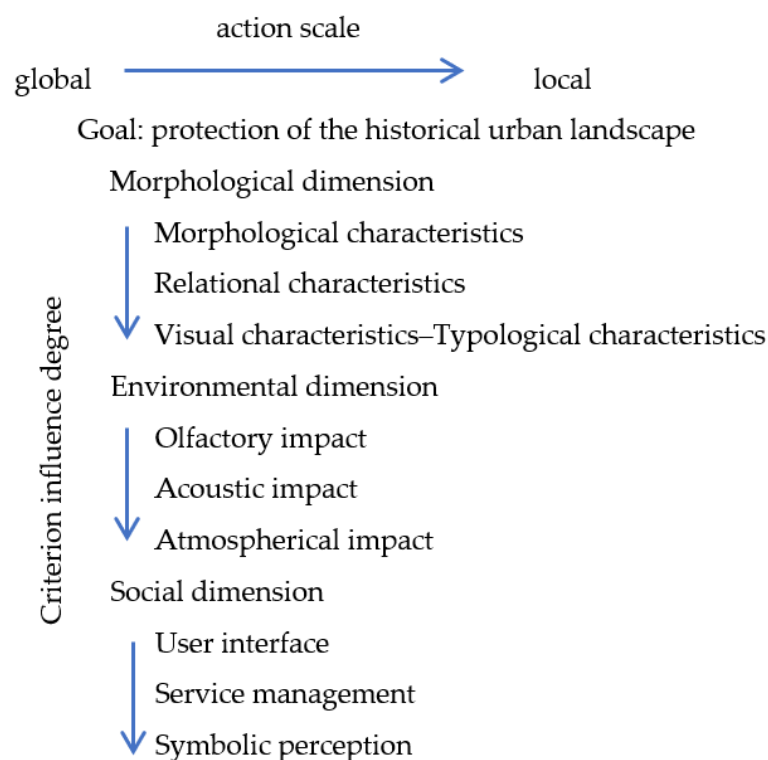 action scale
global local
Goal: protection of the historical urban landscape
Morphological dimension
Morphological characteristics
Relational characteristics
Visual characteristics–Typological characteristics
Environmental dimension
Olfactory impact
Acoustic impact
Atmospherical impact
Social dimension
User interface
Service management
Symbolic perception
Criterion influence degree